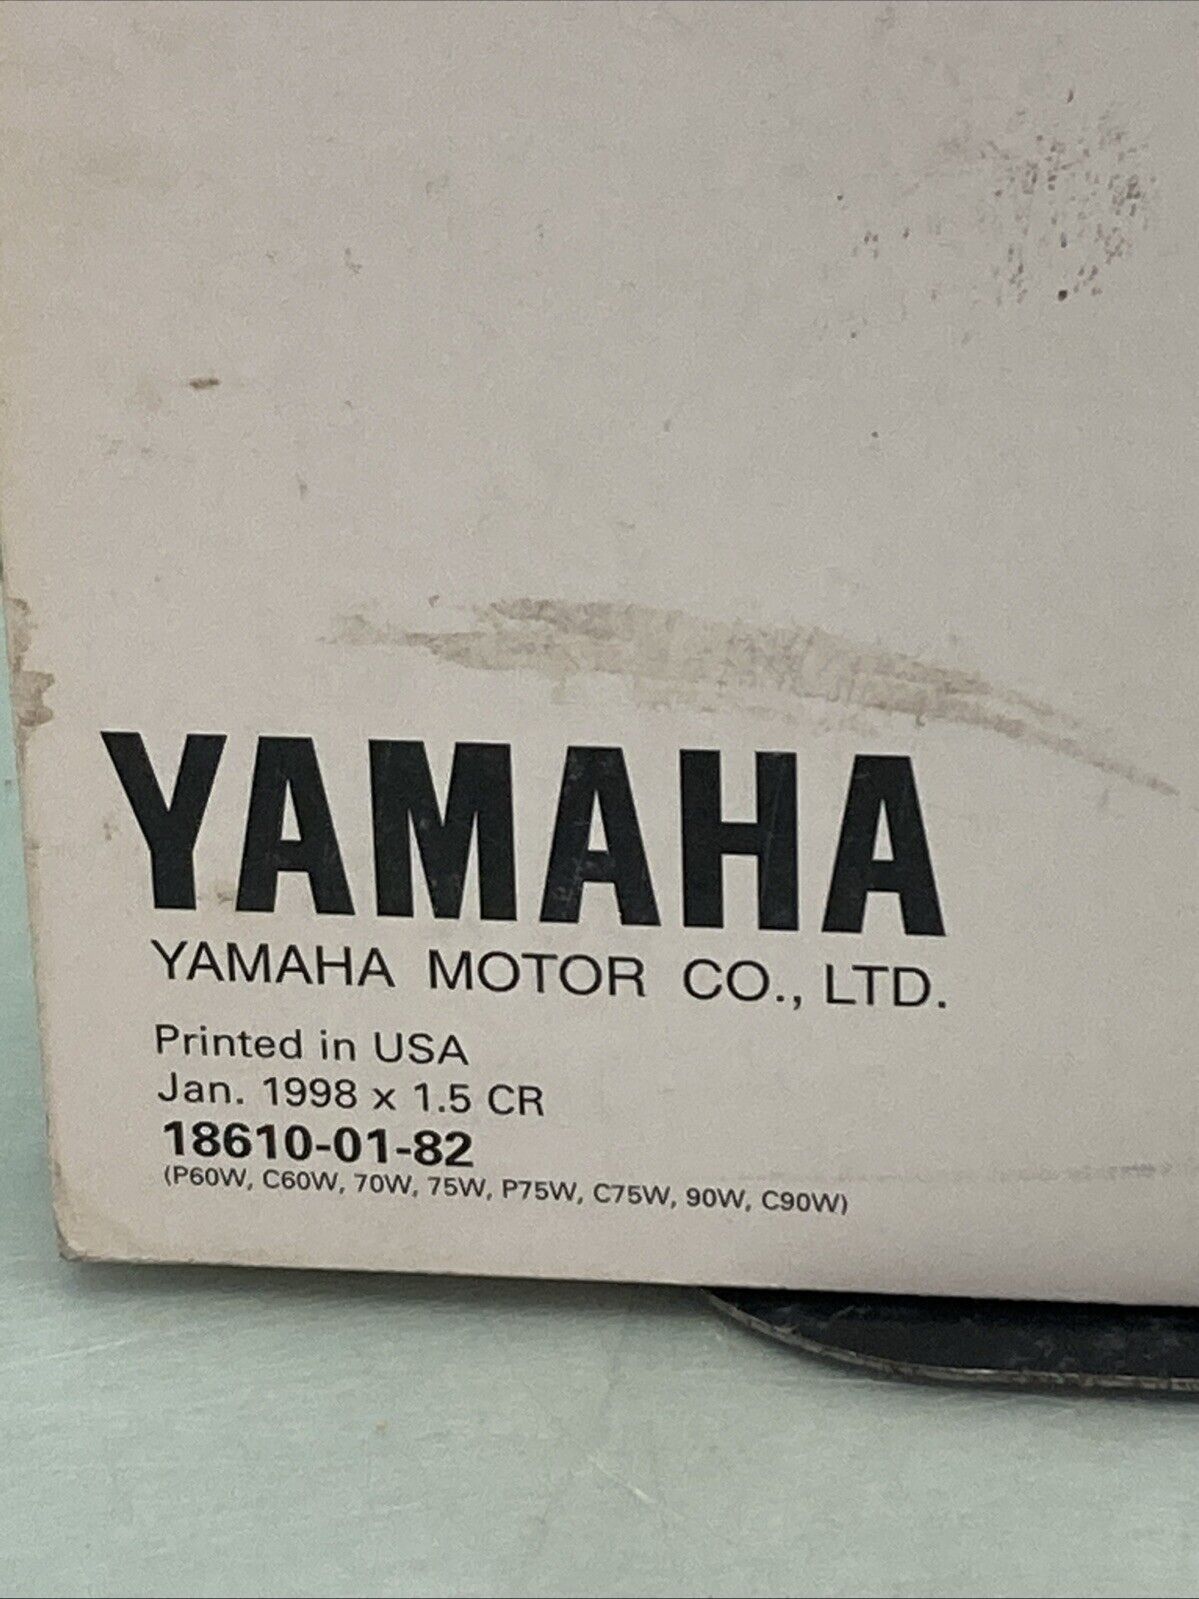 YAMAHA
YAMAHA MOTOR CO., LTD.
Printed in USA
Jan. 1998 x 1.5 CR
18610-01-82
(P60W, C60W, 70W, 75W, P75W, C75W, 90W, C90W)